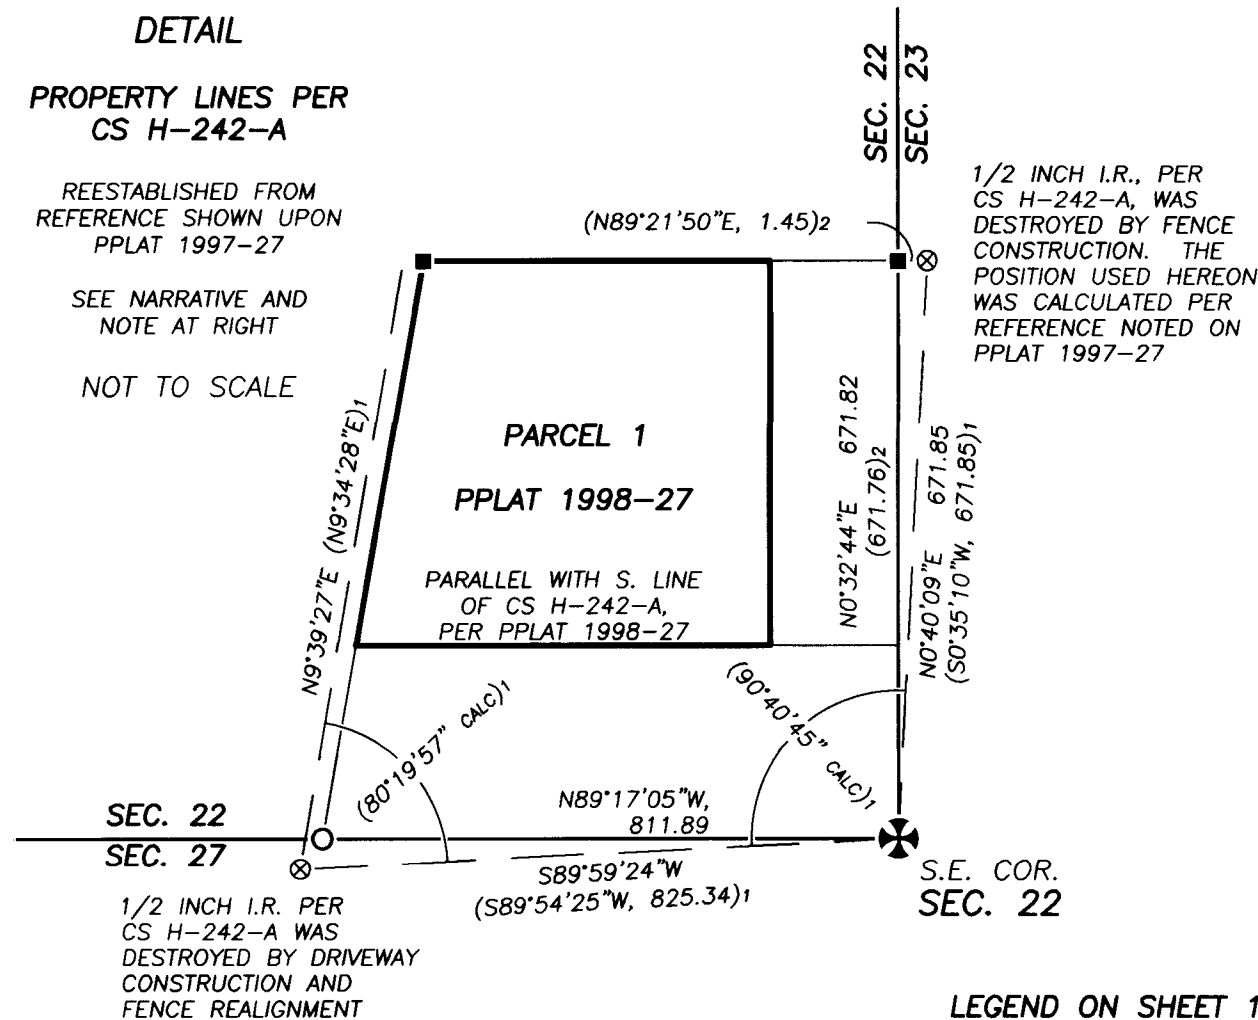 DETAIL
PROPERTY LINES PER
CS H-242-A
REESTABLISHED FROM
REFERENCE SHOWN UPON
PPLAT 1997-27
SEE NARRATIVE AND
NOTE AT RIGHT
NOT TO SCALE
SEC. 22
SEC. 23
1/2 INCH I.R., PER
CS H-242-A, WAS
DESTROYED BY FENCE
CONSTRUCTION. THE
POSITION USED HEREON
WAS CALCULATED PER
REFERENCE NOTED ON
PPLAT 1997-27
(N89°21'50"E, 1.45)2
N9°39'27"E (N9°34'28"E)1
PARCEL 1
PPLAT 1998-27
PARALLEL WITH S. LINE
OF CS H-242-A,
PER PPLAT 1998-27
N0°32'44"E 671.82
(671.76)2
N0°40'09"E 671.85
(S0°35'10"W, 671.85)1
(80°19'57" CALC)1
(90°40'45" CALC)1
SEC. 22
SEC. 27
N89°17'05"W,
811.89
S89°59'24"W
(S89°54'25"W, 825.34)1
S.E. COR.
SEC. 22
1/2 INCH I.R. PER
CS H-242-A WAS
DESTROYED BY DRIVEWAY
CONSTRUCTION AND
FENCE REALIGNMENT
LEGEND ON SHEET 1